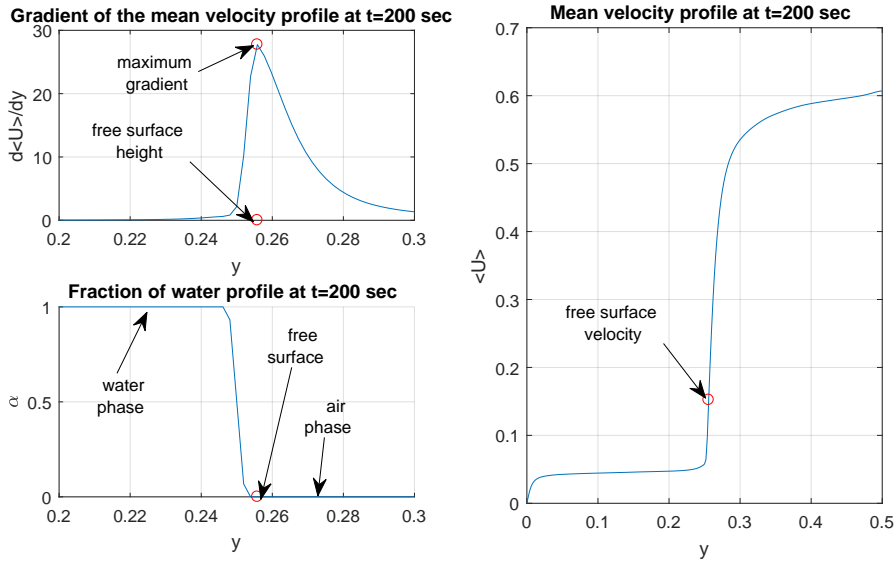 Gradient of the mean velocity profile at t=200 sec
30
20
10
0
d<U>/dy
maximum
gradient
free surface
height
0.2
0.22
0.24
0.26
0.28
0.3
y
Fraction of water profile at t=200 sec
1
0.5
0
α
water
phase
free
surface
air
phase
0.2
0.22
0.24
0.26
0.28
0.3
y
Mean velocity profile at t=200 sec
0.7
0.6
0.5
0.4
0.3
0.2
0.1
0
<U>
free surface
velocity
0
0.1
0.2
0.3
0.4
0.5
y